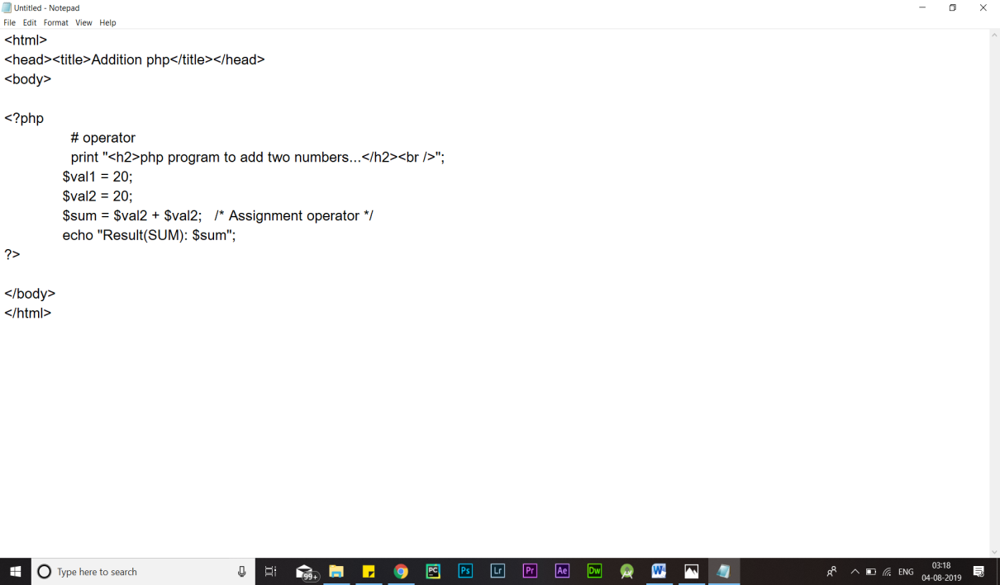 Untitled - Notepad
File Edit Format View Help
<html>
<head><title>Addition php</title></head>
<body>
<?php
# operator
print "<h2>php program to add two numbers...</h2><br />";
$val1 = 20;
$val2 = 20;
$sum = $val2 + $val2; /* Assignment operator */
echo "Result(SUM): $sum";
?>
</body>
</html>
Type here to search
99+
PC
Ps
Lr
Pr
Ae
Dw
W
ENG
03:18
04-08-2019